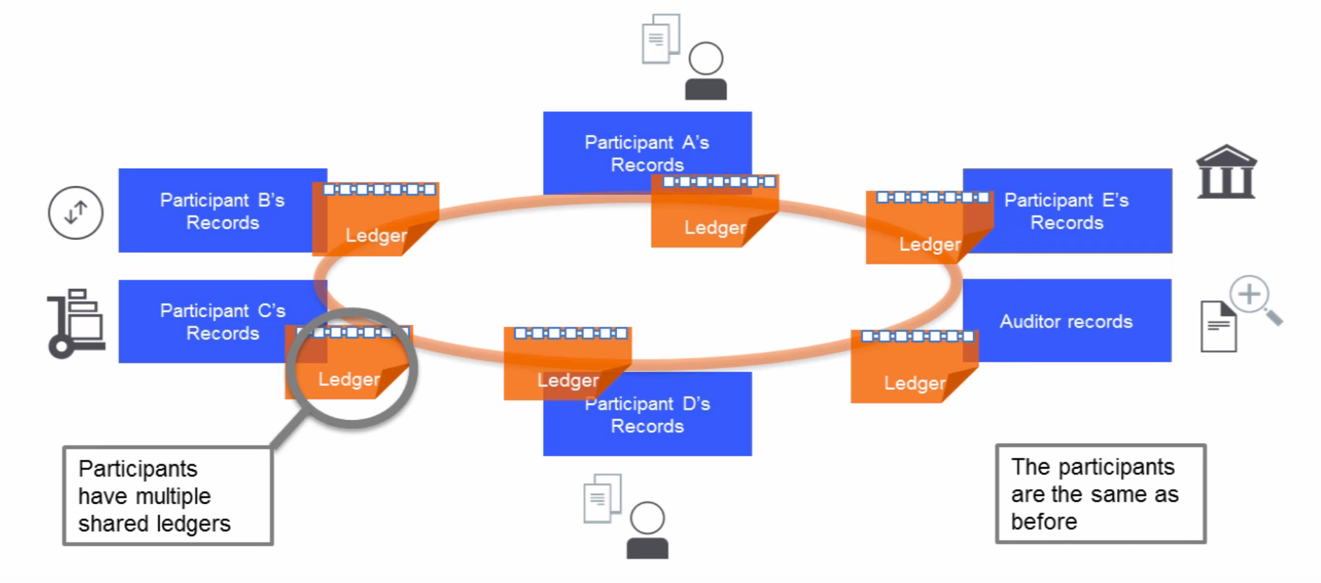 Participant A's
Records
Ledger
Participant B's
Records
Ledger
Participant E's
Records
Ledger
Participant C's
Records
Ledger
Auditor records
Ledger
Ledger
Participant D's
Records
Participants
have multiple
shared ledgers
The participants
are the same as
before